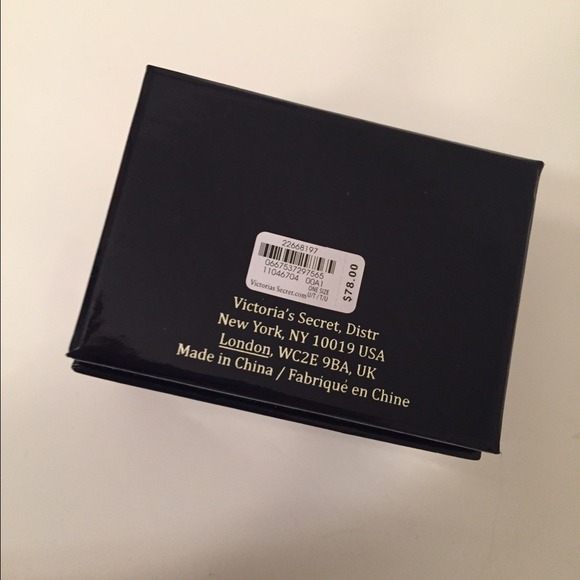 22668197
0667537297565
11046704 00A1
ONE SIZE
Victorias Secret.com U/T/T/U
$78.00
Victoria's Secret, Distr
New York, NY 10019 USA
London, WC2E 9BA, UK
Made in China / Fabriqué en Chine